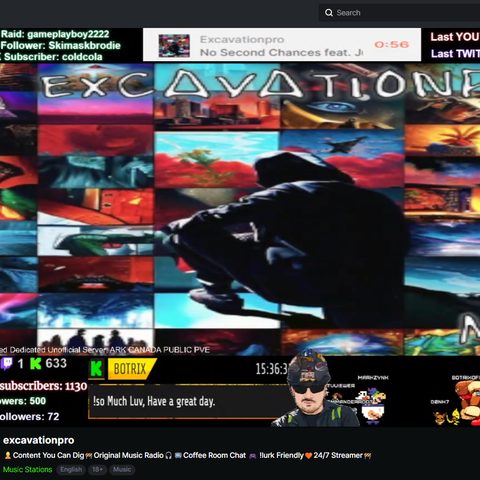 Search
Raid: gameplayboy2222
Follower: Skimaskbrodie
Subscriber: coldcola
Excavationpro
No Second Chances feat. J
0:56
Last YOU
Last TWIT
EXCAVATIONP
ed Dedicated Unofficial Server: ARK CANADA PUBLIC PVE
1 K 633
K BOTRIX
15:36:3
subscribers: 1130
owers: 500
ollowers: 72
!so Much Luv, Have a great day.
MARKZYNK
BOTRIXOF
excavationpro
Content You Can Dig Original Music Radio Coffee Room Chat !lurk Friendly 24/7 Streamer
Music Stations English 18+ Music